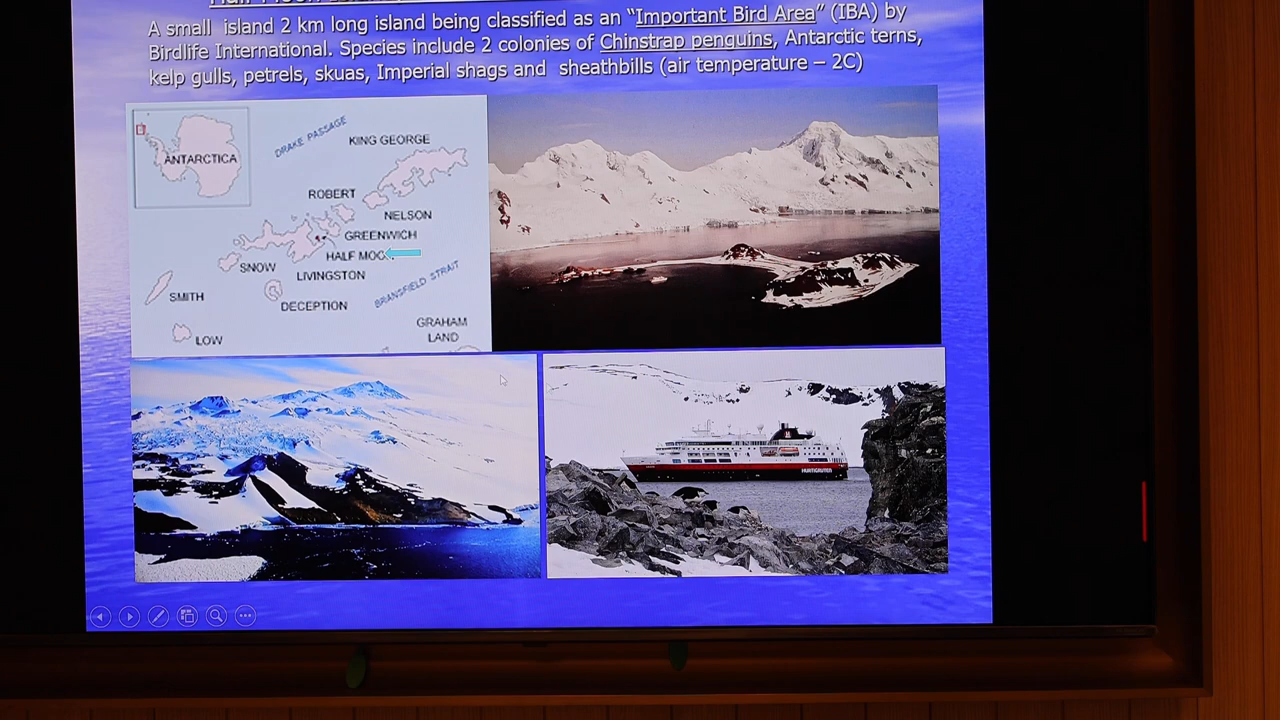 A small island 2 km long island being classified as an “Important Bird Area” (IBA) by
Birdlife International. Species include 2 colonies of Chinstrap penguins, Antarctic terns,
kelp gulls, petrels, skuas, Imperial shags and sheathbills (air temperature – 2C)
ANTARCTICA
DRAKE PASSAGE
KING GEORGE
ROBERT
NELSON
GREENWICH
HALF MOO
SNOW
LIVINGSTON
BRANSFIELD STRAIT
SMITH
DECEPTION
GRAHAM
LAND
LOW
HURTIGRUTEN